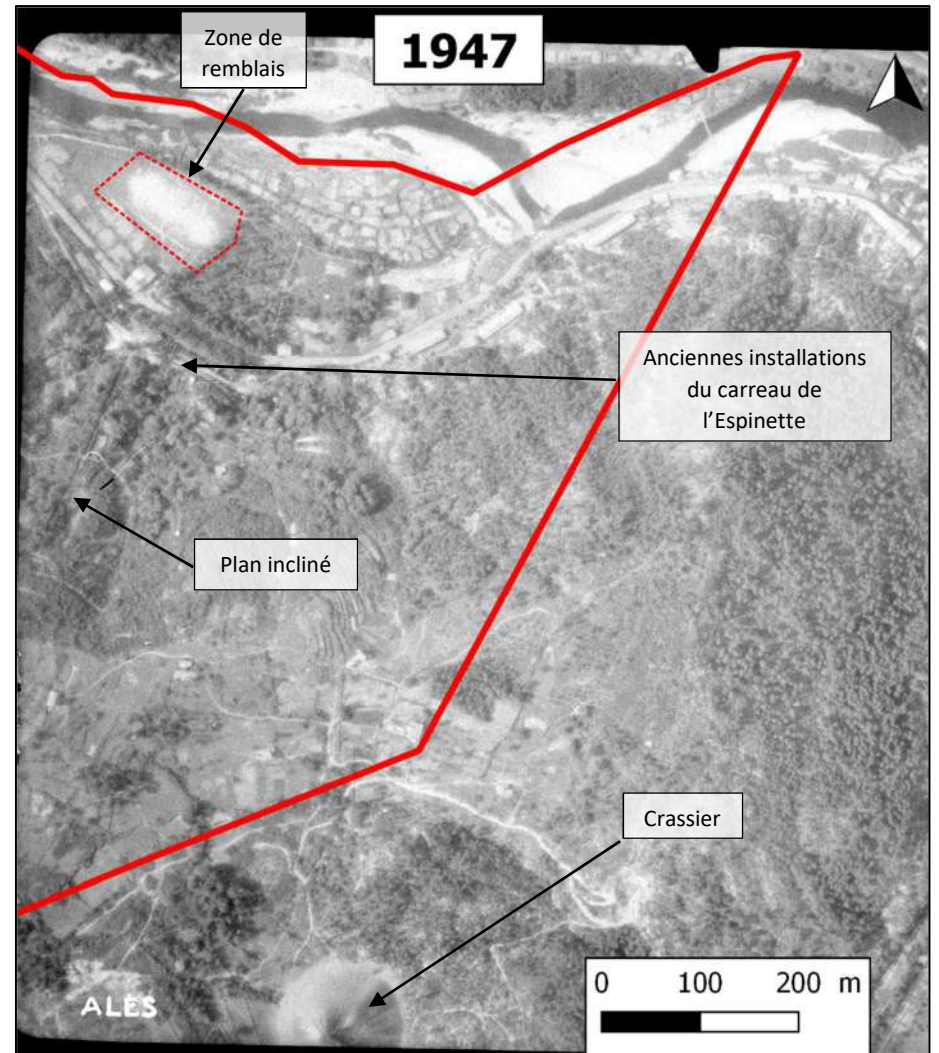 Zone de
remblais
1947
Anciennes installations
du carreau de
l’Espinette
Plan incliné
Crassier
0 100 200 m
ALES